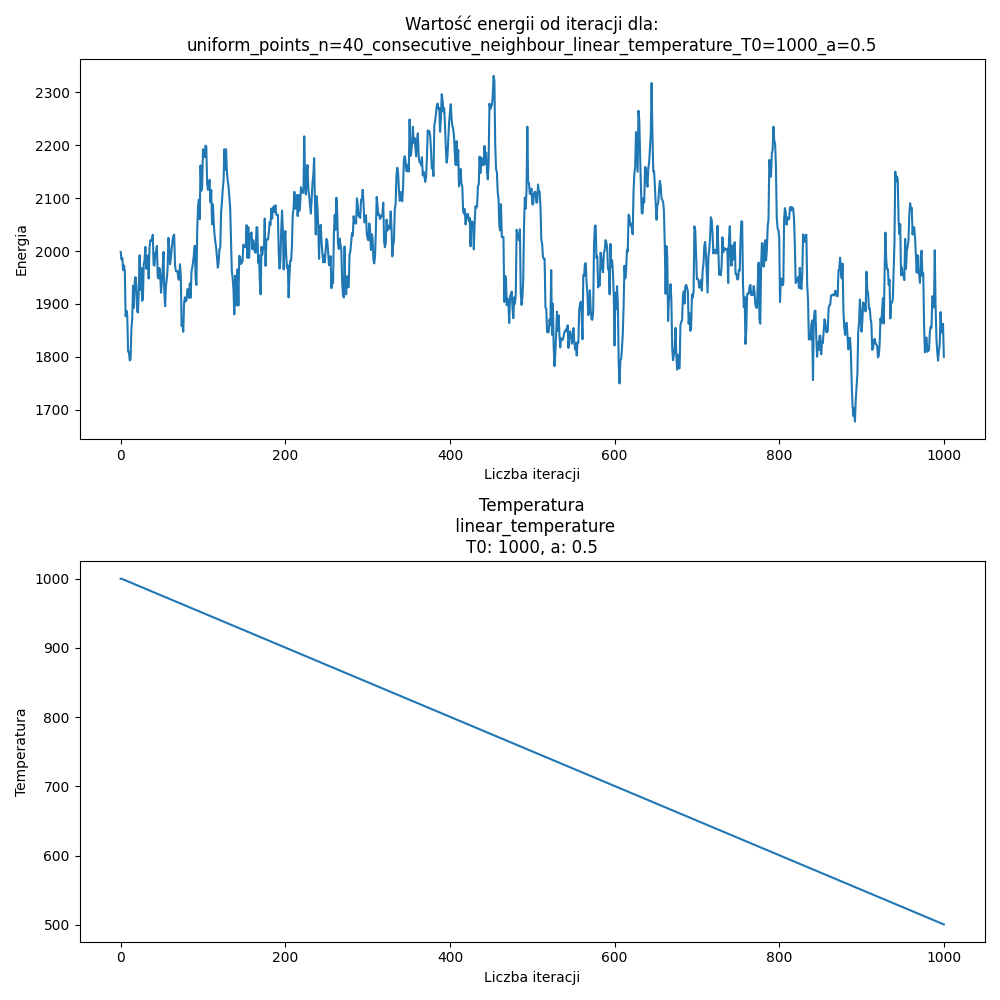 Wartość energii od iteracji dla:
uniform_points_n=40_consecutive_neighbour_linear_temperature_T0=1000_a=0.5
2300
2200
2100
2000
1900
1800
1700
Energia
0 200 400 600 800 1000
Liczba iteracji
Temperatura
linear_temperature
T0: 1000, a: 0.5
1000
900
800
700
600
500
Temperatura
0 200 400 600 800 1000
Liczba iteracji